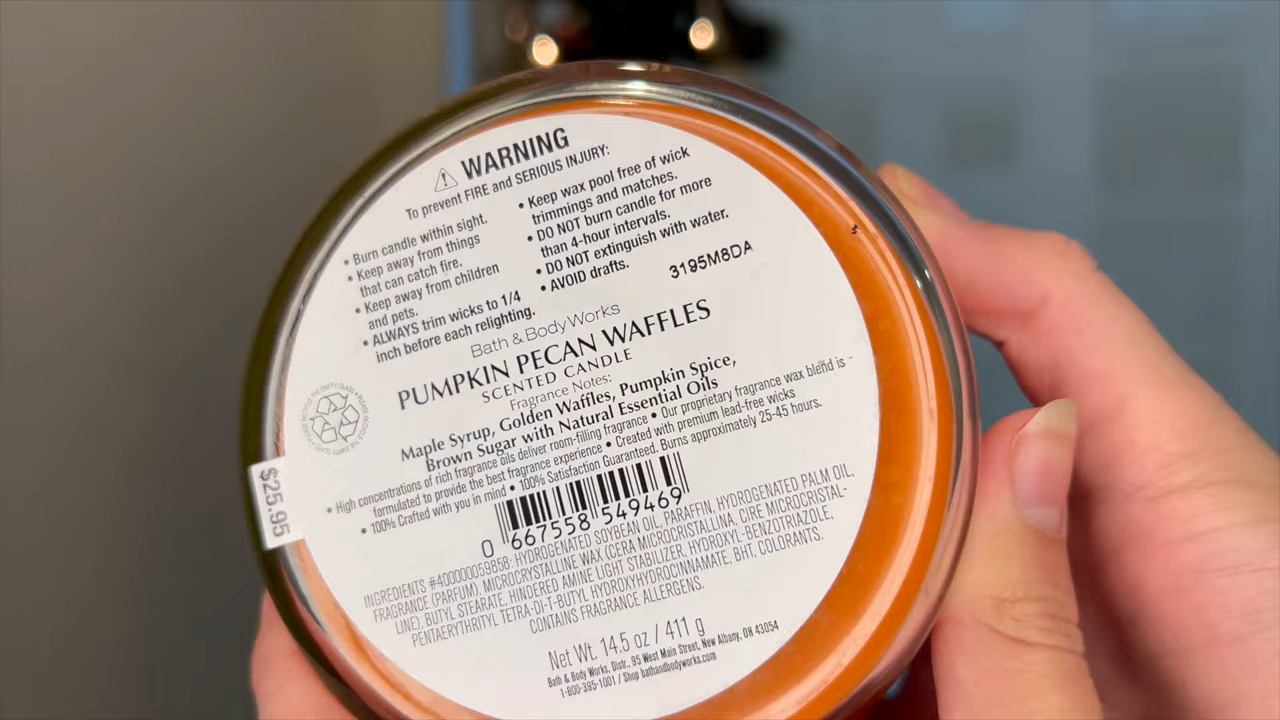 WARNING
To prevent FIRE and SERIOUS INJURY:
• Burn candle within sight.
• Keep away from things
that can catch fire.
• Keep away from children
and pets.
• ALWAYS trim wicks to 1/4
inch before each relighting.
• Keep wax pool free of wick
trimmings and matches.
• DO NOT burn candle for more
than 4-hour intervals.
• DO NOT extinguish with water.
• AVOID drafts.
3195M8DA
Bath & Body Works
PUMPKIN PECAN WAFFLES
SCENTED CANDLE
Fragrance Notes:
Maple Syrup, Golden Waffles, Pumpkin Spice,
Brown Sugar with Natural Essential Oils
• High concentrations of rich fragrance oils deliver room-filling fragrance • Our proprietary fragrance wax blend is
formulated to provide the best fragrance experience • Created with premium lead-free wicks
• 100% Crafted with you in mind • 100% Satisfaction Guaranteed. Burns approximately 25-45 hours.
$25.95
0 667558 549469
INGREDIENTS #400000059858: HYDROGENATED SOYBEAN OIL, PARAFFIN, HYDROGENATED PALM OIL,
FRAGRANCE (PARFUM), MICROCRYSTALLINE WAX (CERA MICROCRISTALLINA, CIRE MICROCRISTAL-
LINE), BUTYL STEARATE, HINDERED AMINE LIGHT STABILIZER, HYDROXYL-BENZOTRIAZOLE,
PENTAERYTHRITYL TETRA-DI-T-BUTYL HYDROXYHYDROCINNAMATE, BHT, COLORANTS.
CONTAINS FRAGRANCE ALLERGENS.
Net Wt. 14.5 oz / 411 g
Bath & Body Works, Distr., 95 West Main Street, New Albany, OH 43054
1-800-395-1001 / Shop bathandbodyworks.com